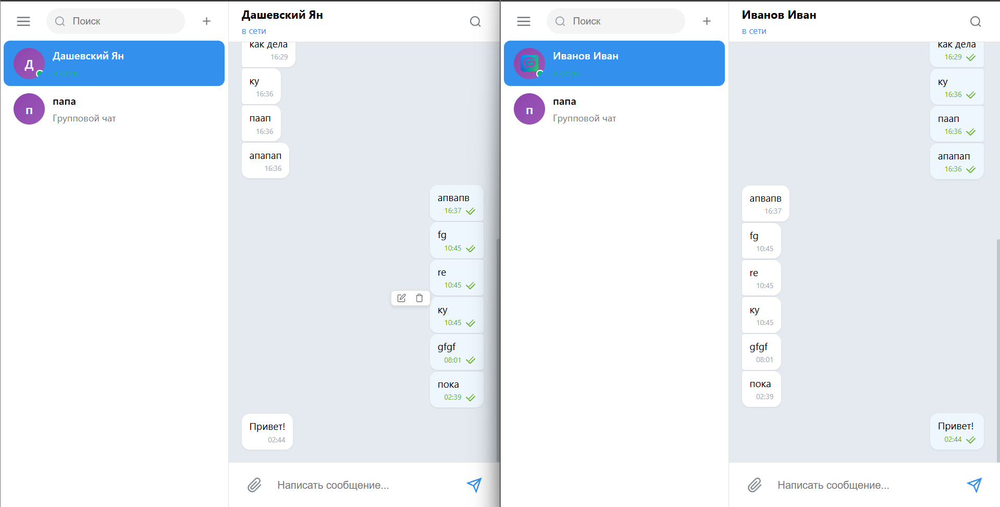 Поиск
Дашевский Ян
в сети
папа
Групповой чат
Дашевский Ян
в сети
как дела
16:29
ку
16:36
паап
16:36
апапап
16:36
апвапв
16:37
fg
10:45
re
10:45
ку
10:45
gfgf
08:01
пока
02:39
Привет!
02:44
Написать сообщение...
Поиск
Иванов Иван
в сети
папа
Групповой чат
Иванов Иван
в сети
как дела
16:29
ку
16:36
паап
16:36
апапап
16:36
апвапв
16:37
fg
10:45
re
10:45
ку
10:45
gfgf
08:01
пока
02:39
Привет!
02:44
Написать сообщение...